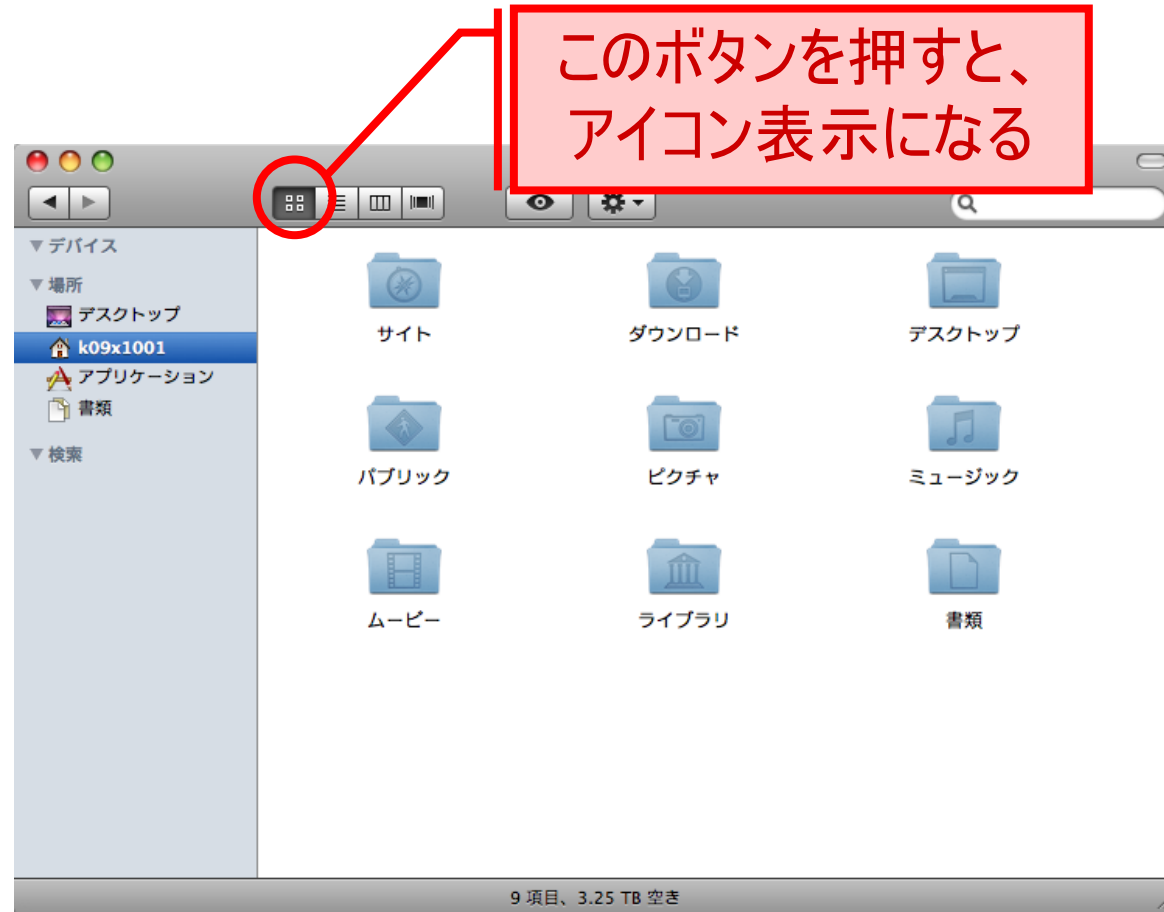 このボタンを押すと、
アイコン表示になる
デバイス
場所
デスクトップ
k09x1001
アプリケーション
書類
検索
サイト
ダウンロード
デスクトップ
パブリック
ピクチャ
ミュージック
ムービー
ライブラリ
書類
9 項目、3.25 TB 空き